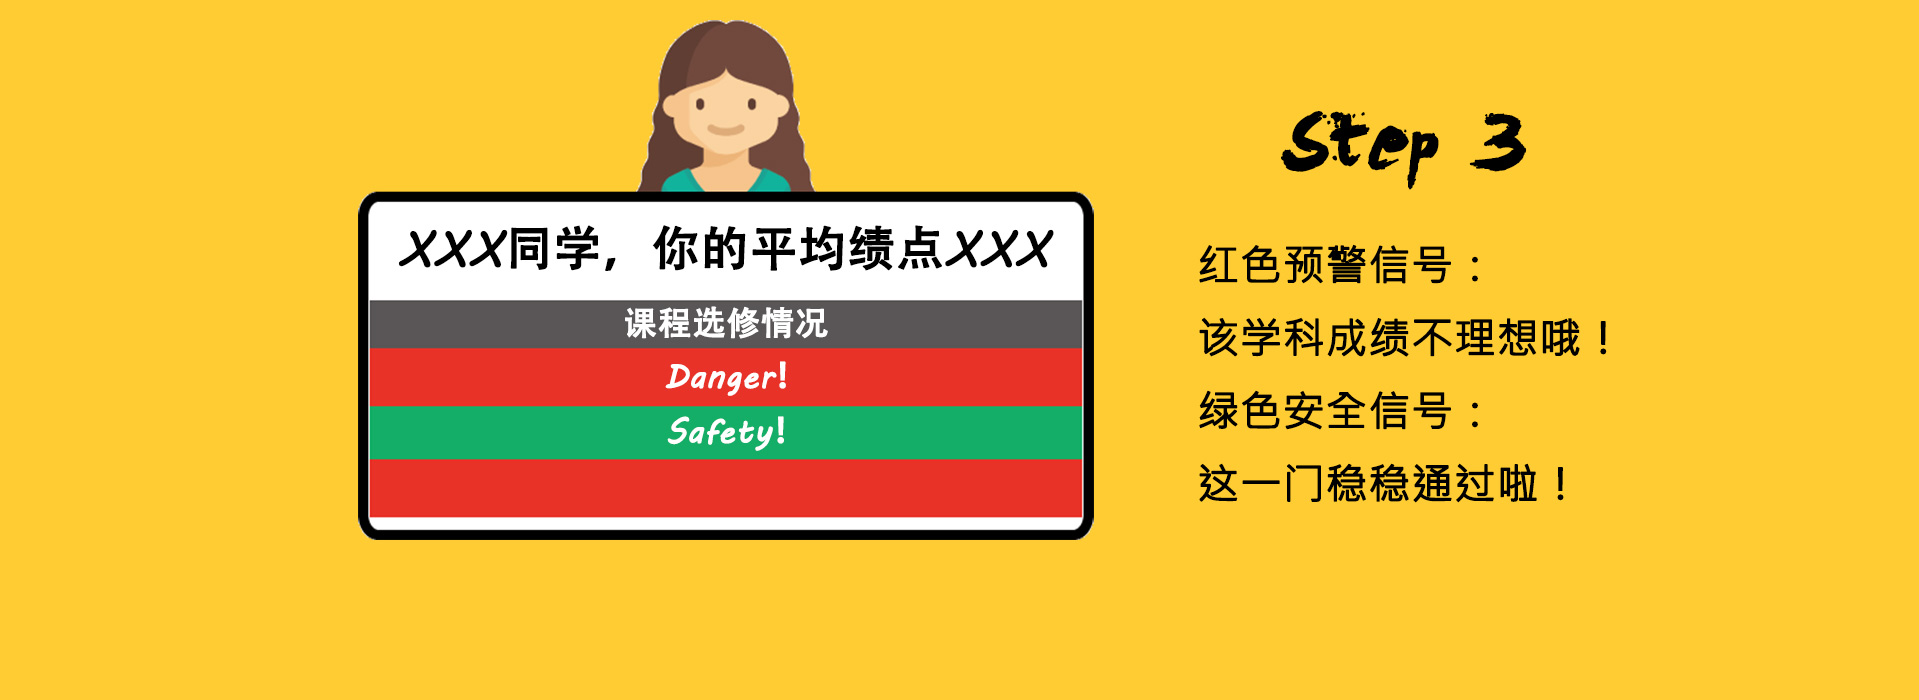 XXX同学，你的平均绩点XXX
课程选修情况
Danger!
Safety!
Step 3
红色预警信号：
该学科成绩不理想哦！
绿色安全信号：
这一门稳稳通过啦！